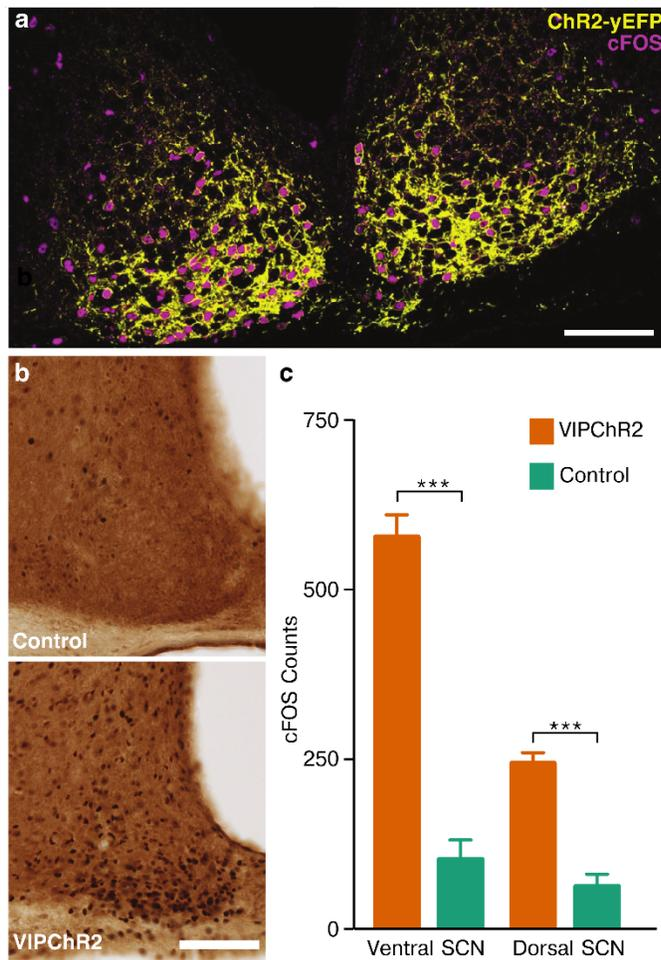 a
ChR2-yEFP
cFOS
b
b
Control
VIPChR2
c
750
500
250
0
cFOS Counts
VIPChR2
Control
***
***
Ventral SCN
Dorsal SCN